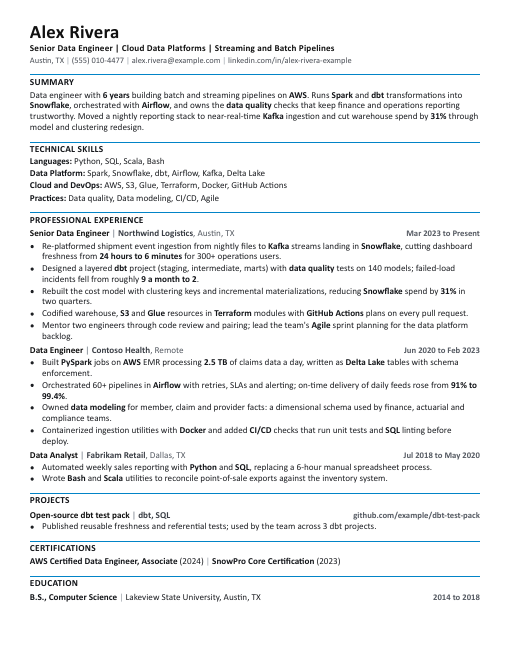 Alex Rivera
Senior Data Engineer | Cloud Data Platforms | Streaming and Batch Pipelines
Austin, TX | (555) 010-4477 | alex.rivera@example.com | linkedin.com/in/alex-rivera-example
SUMMARY
Data engineer with 6 years building batch and streaming pipelines on AWS. Runs Spark and dbt transformations into
Snowflake, orchestrated with Airflow, and owns the data quality checks that keep finance and operations reporting
trustworthy. Moved a nightly reporting stack to near-real-time Kafka ingestion and cut warehouse spend by 31% through
model and clustering redesign.
TECHNICAL SKILLS
Languages: Python, SQL, Scala, Bash
Data Platform: Spark, Snowflake, dbt, Airflow, Kafka, Delta Lake
Cloud and DevOps: AWS, S3, Glue, Terraform, Docker, GitHub Actions
Practices: Data quality, Data modeling, CI/CD, Agile
PROFESSIONAL EXPERIENCE
Senior Data Engineer | Northwind Logistics, Austin, TX Mar 2023 to Present
• Re-platformed shipment event ingestion from nightly files to Kafka streams landing in Snowflake, cutting dashboard
freshness from 24 hours to 6 minutes for 300+ operations users.
• Designed a layered dbt project (staging, intermediate, marts) with data quality tests on 140 models; failed-load
incidents fell from roughly 9 a month to 2.
• Rebuilt the cost model with clustering keys and incremental materializations, reducing Snowflake spend by 31% in
two quarters.
• Codified warehouse, S3 and Glue resources in Terraform modules with GitHub Actions plans on every pull request.
• Mentor two engineers through code review and pairing; lead the team's Agile sprint planning for the data platform
backlog.
Data Engineer | Contoso Health, Remote Jun 2020 to Feb 2023
• Built PySpark jobs on AWS EMR processing 2.5 TB of claims data a day, written as Delta Lake tables with schema
enforcement.
• Orchestrated 60+ pipelines in Airflow with retries, SLAs and alerting; on-time delivery of daily feeds rose from 91% to
99.4%.
• Owned data modeling for member, claim and provider facts: a dimensional schema used by finance, actuarial and
compliance teams.
• Containerized ingestion utilities with Docker and added CI/CD checks that run unit tests and SQL linting before
deploy.
Data Analyst | Fabrikam Retail, Dallas, TX Jul 2018 to May 2020
• Automated weekly sales reporting with Python and SQL, replacing a 6-hour manual spreadsheet process.
• Wrote Bash and Scala utilities to reconcile point-of-sale exports against the inventory system.
PROJECTS
Open-source dbt test pack | dbt, SQL github.com/example/dbt-test-pack
• Published reusable freshness and referential tests; used by the team across 3 dbt projects.
CERTIFICATIONS
AWS Certified Data Engineer, Associate (2024) | SnowPro Core Certification (2023)
EDUCATION
B.S., Computer Science | Lakeview State University, Austin, TX 2014 to 2018